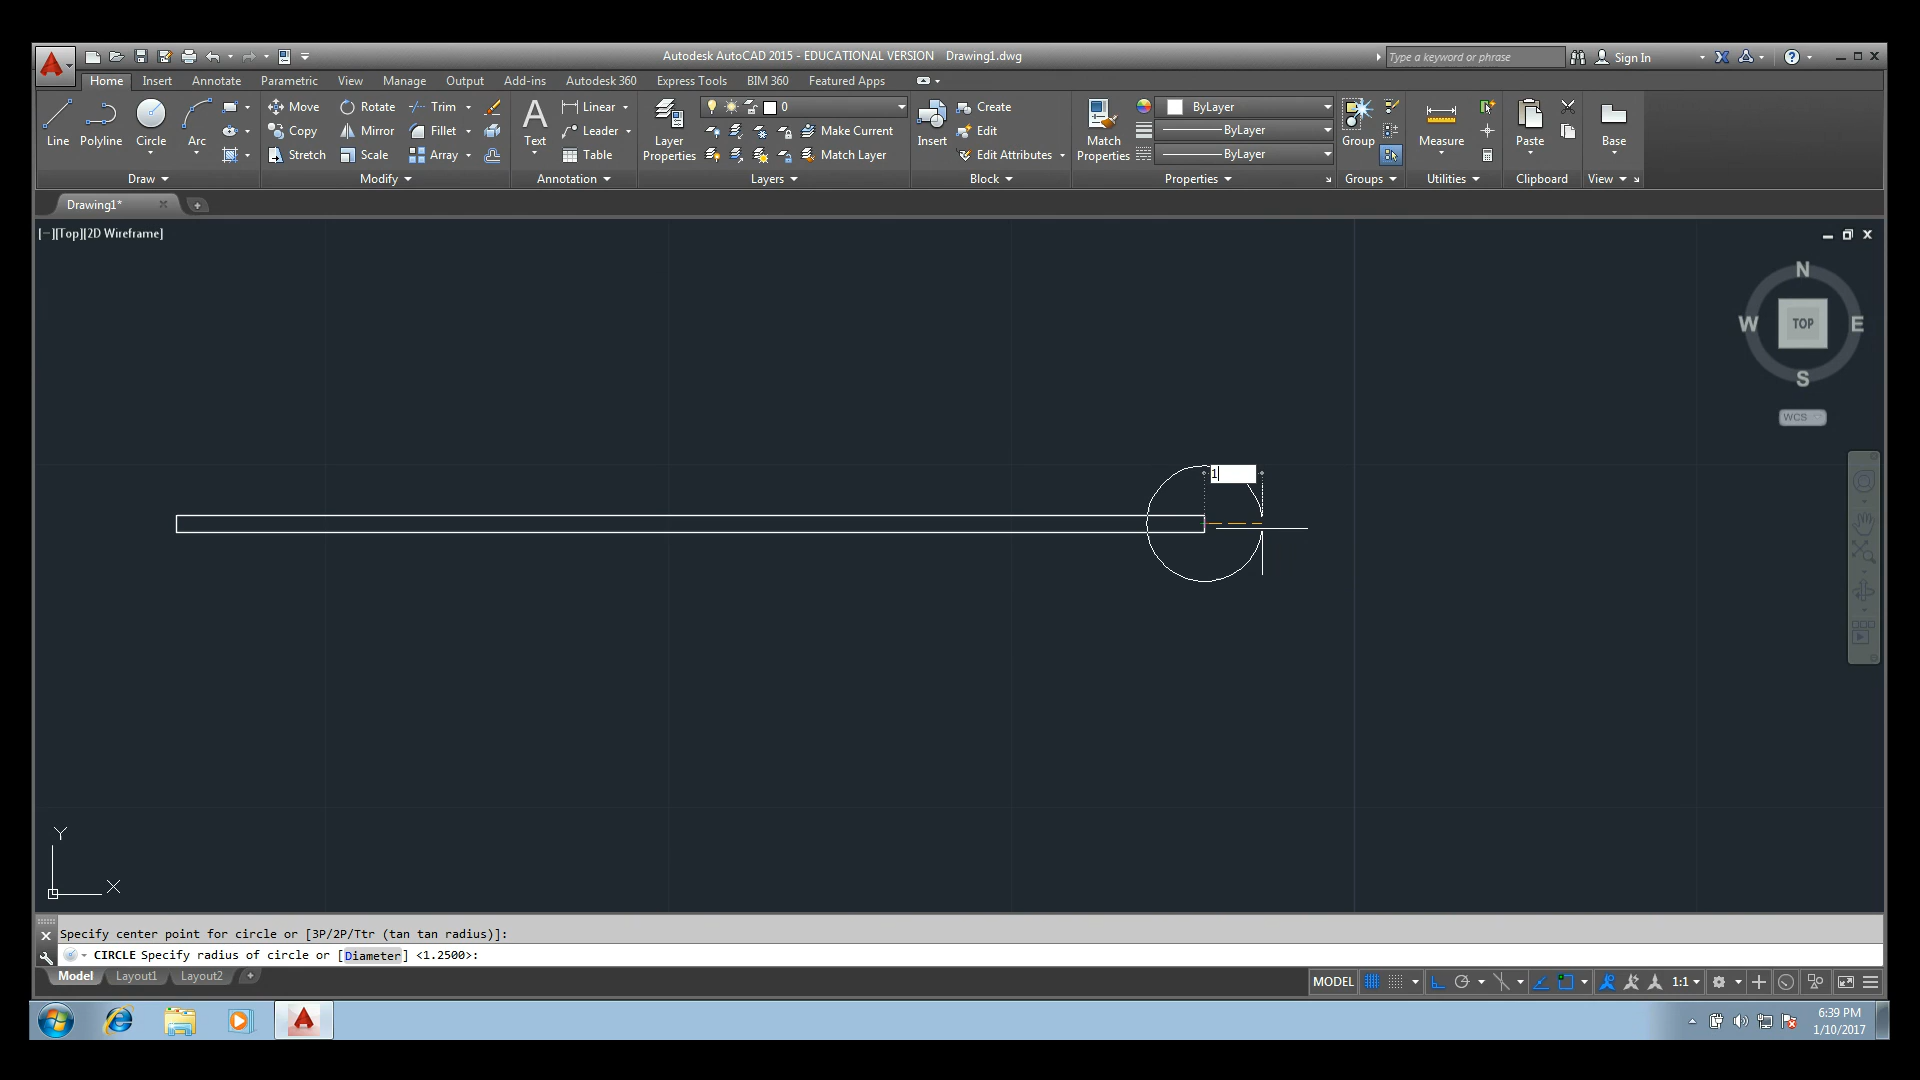 Autodesk AutoCAD 2015 - EDUCATIONAL VERSION Drawing1.dwg
Type a keyword or phrase
Sign In
Home Insert Annotate Parametric View Manage Output Add-ins Autodesk 360 Express Tools BIM 360 Featured Apps
Line Polyline Circle Arc
Move Rotate Trim
Copy Mirror Fillet
Stretch Scale Array
Text
Linear
Leader
Table
Layer Properties
0
Make Current
Match Layer
Insert
Create
Edit
Edit Attributes
Match Properties
ByLayer
ByLayer
ByLayer
Group
Measure
Paste
Base
Draw Modify Annotation Layers Block Properties Groups Utilities Clipboard View
Drawing1*
[−][Top][2D Wireframe]
N
W TOP E
S
WCS
1
Y
X
Specify center point for circle or [3P/2P/Ttr (tan tan radius)]:
CIRCLE Specify radius of circle or [Diameter] <1.2500>:
Model Layout1 Layout2
MODEL 1:1
6:39 PM
1/10/2017